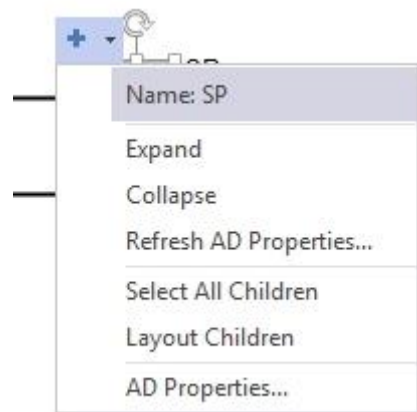 Name: SP
Expand
Collapse
Refresh AD Properties...
Select All Children
Layout Children
AD Properties...